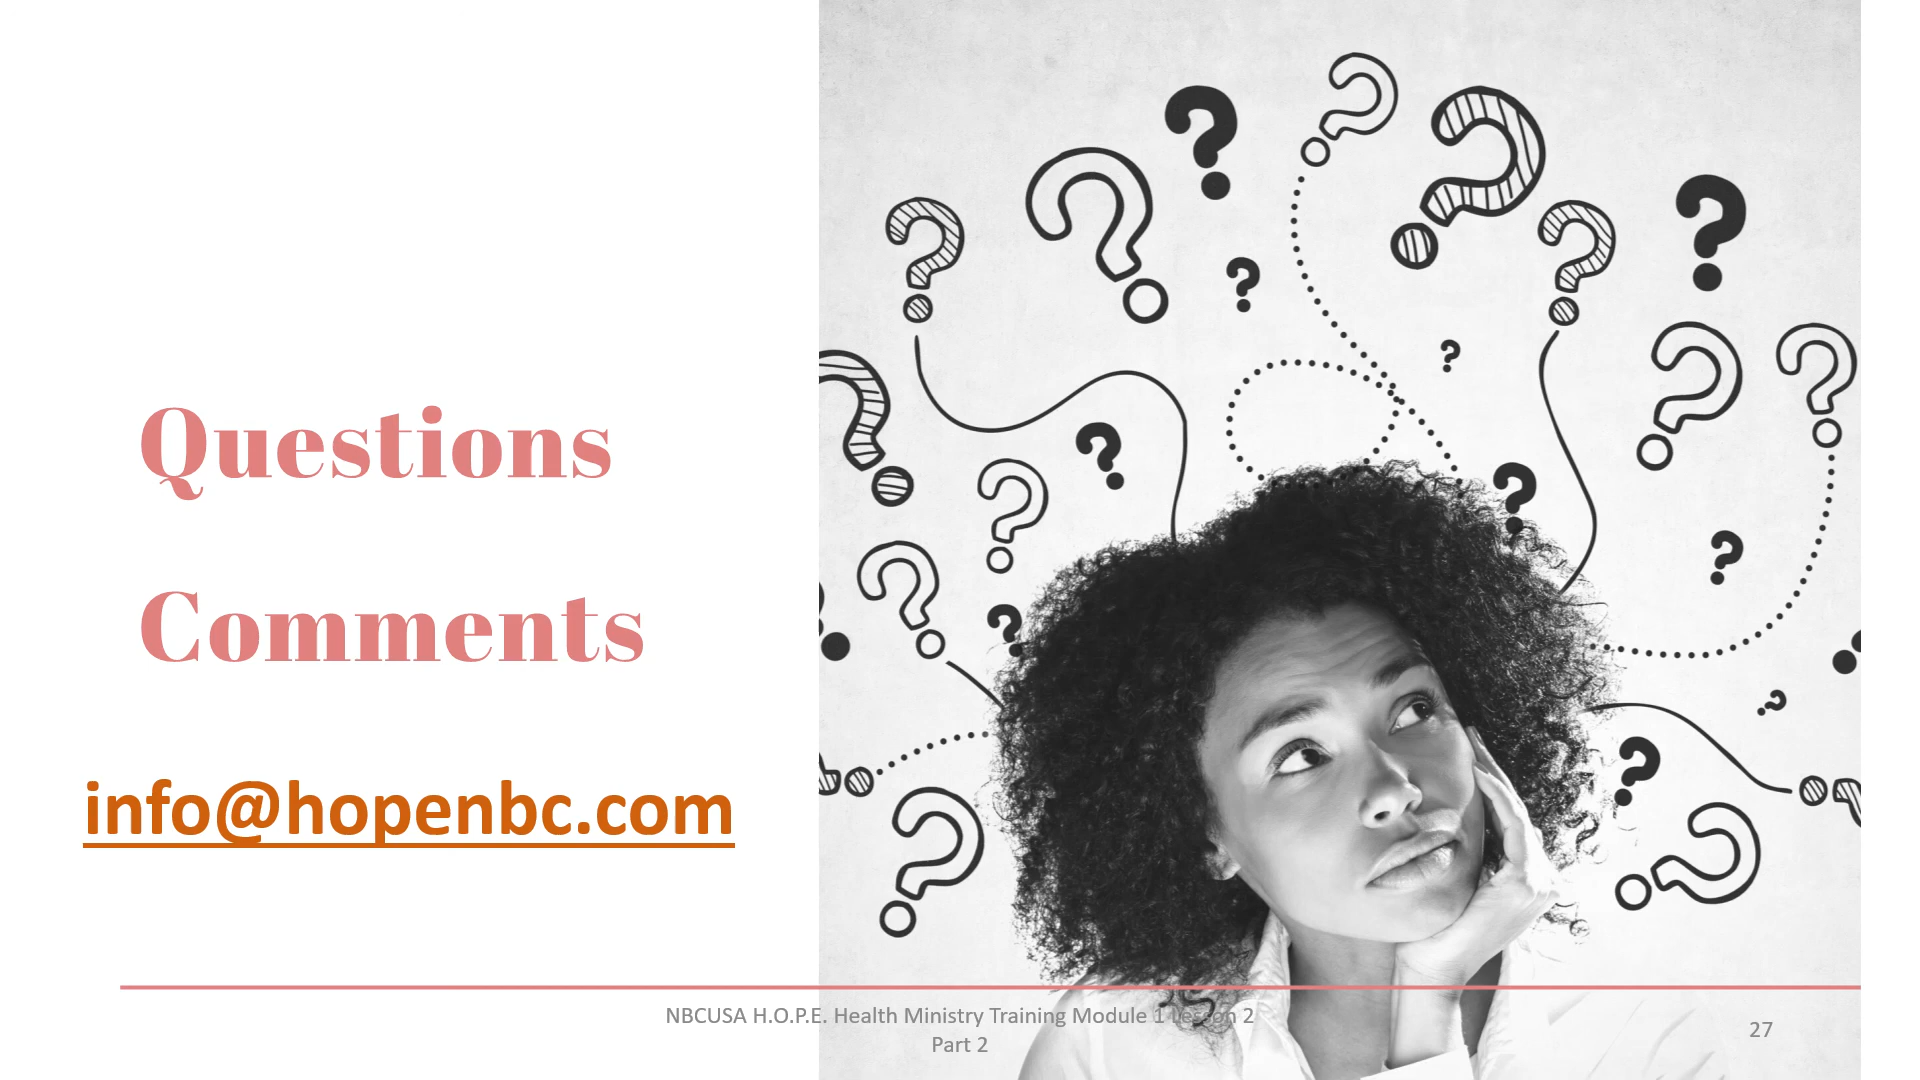 Questions
Comments
info@hopenbc.com
NBCUSA H.O.P.E. Health Ministry Training Module 1 Lesson 2
Part 2
27